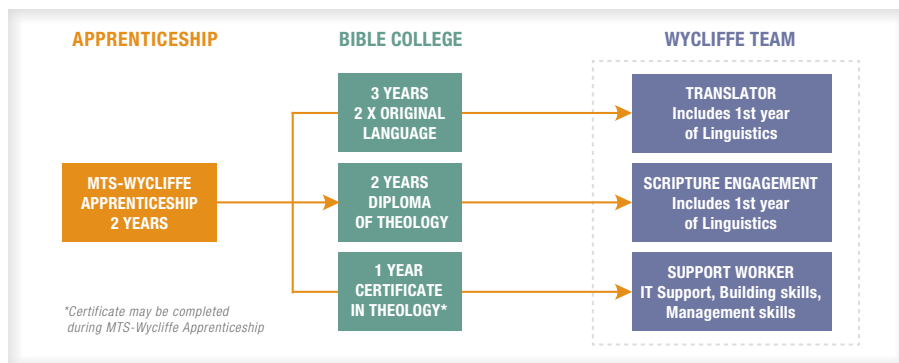 APPRENTICESHIP
BIBLE COLLEGE
WYCLIFFE TEAM
MTS-WYCLIFFE
APPRENTICESHIP
2 YEARS
3 YEARS
2 X ORIGINAL
LANGUAGE
TRANSLATOR
Includes 1st year
of Linguistics
2 YEARS
DIPLOMA
OF THEOLOGY
SCRIPTURE ENGAGEMENT
Includes 1st year
of Linguistics
1 YEAR
CERTIFICATE
IN THEOLOGY*
SUPPORT WORKER
IT Support, Building skills,
Management skills
*Certificate may be completed
during MTS-Wycliffe Apprenticeship